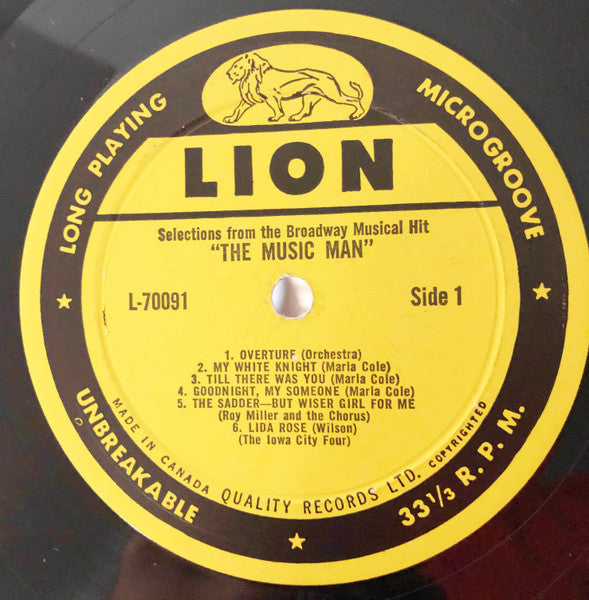 LONG PLAYING
MICROGROOVE
LION
Selections from the Broadway Musical Hit
"THE MUSIC MAN"
L-70091
Side 1
1. OVERTURE (Orchestra)
2. MY WHITE KNIGHT (Marla Cole)
3. TILL THERE WAS YOU (Marla Cole)
4. GOODNIGHT, MY SOMEONE (Marla Cole)
5. THE SADDER—BUT WISER GIRL FOR ME
(Roy Miller and the Chorus)
6. LIDA ROSE (Wilson)
(The Iowa City Four)
MADE IN CANADA QUALITY RECORDS LTD. COPYRIGHTED
UNBREAKABLE
33⅓ R. P. M.